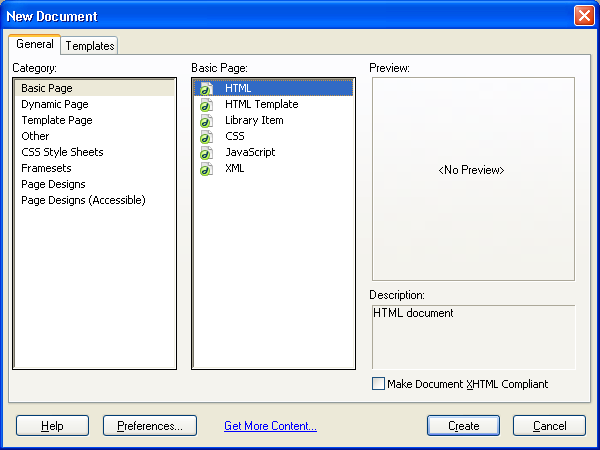 New Document
General
Templates
Category:
Basic Page
Dynamic Page
Template Page
Other
CSS Style Sheets
Framesets
Page Designs
Page Designs (Accessible)
Basic Page:
HTML
HTML Template
Library Item
CSS
JavaScript
XML
Preview:
<No Preview>
Description:
HTML document
Make Document XHTML Compliant
Help
Preferences...
Get More Content...
Create
Cancel